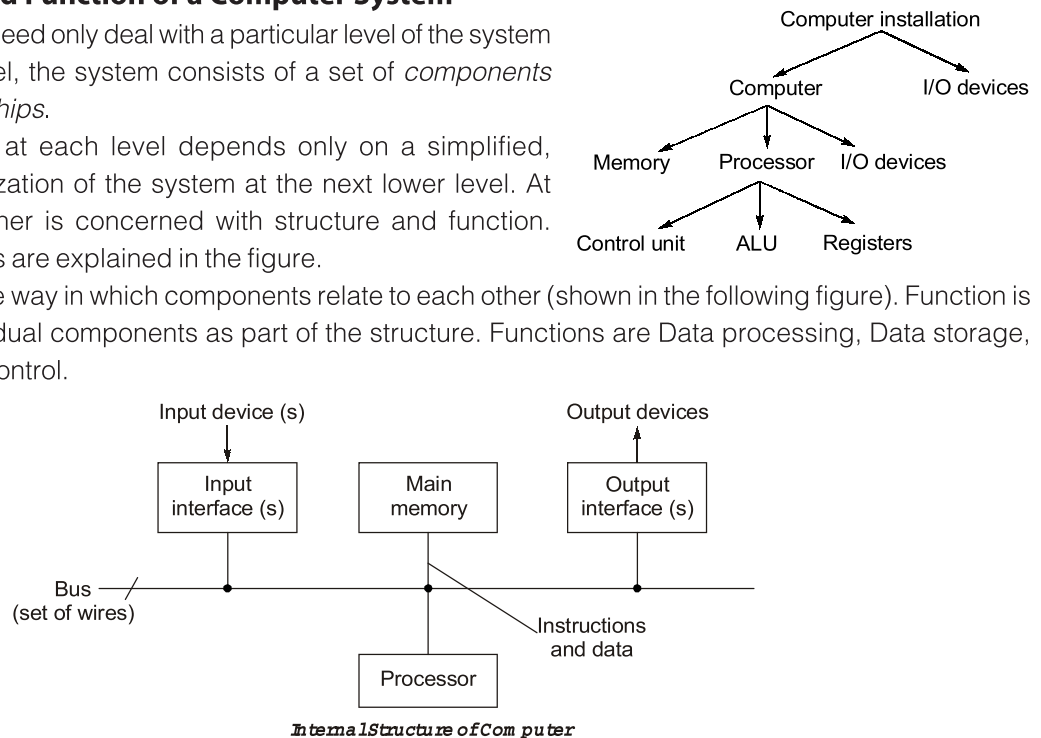 d Function of a Computer System
eed only deal with a particular level of the system
el, the system consists of a set of components
hips.
at each level depends only on a simplified,
zation of the system at the next lower level. At
ner is concerned with structure and function.
s are explained in the figure.
Computer installation
Computer I/O devices
Memory Processor I/O devices
Control unit ALU Registers
e way in which components relate to each other (shown in the following figure). Function is
dual components as part of the structure. Functions are Data processing, Data storage,
ontrol.
Input device (s) Output devices
Input Main Output
interface (s) memory interface (s)
Bus
(set of wires)
Instructions
and data
Processor
Internal Structure of Computer